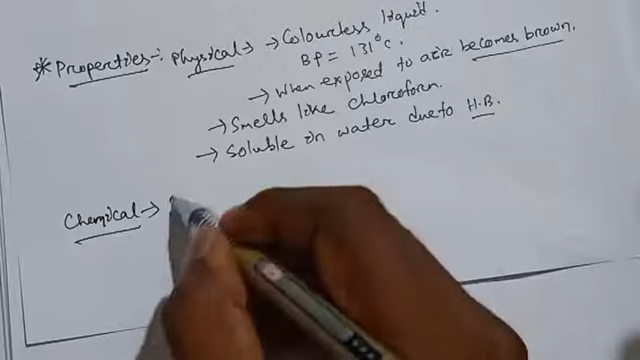 * Properties-: Physical → → Colourless liquid.
BP = 131°C.
→ When exposed to air becomes brown.
→ Smells like chloroform.
→ Soluble in water due to H.B.
Chemical →